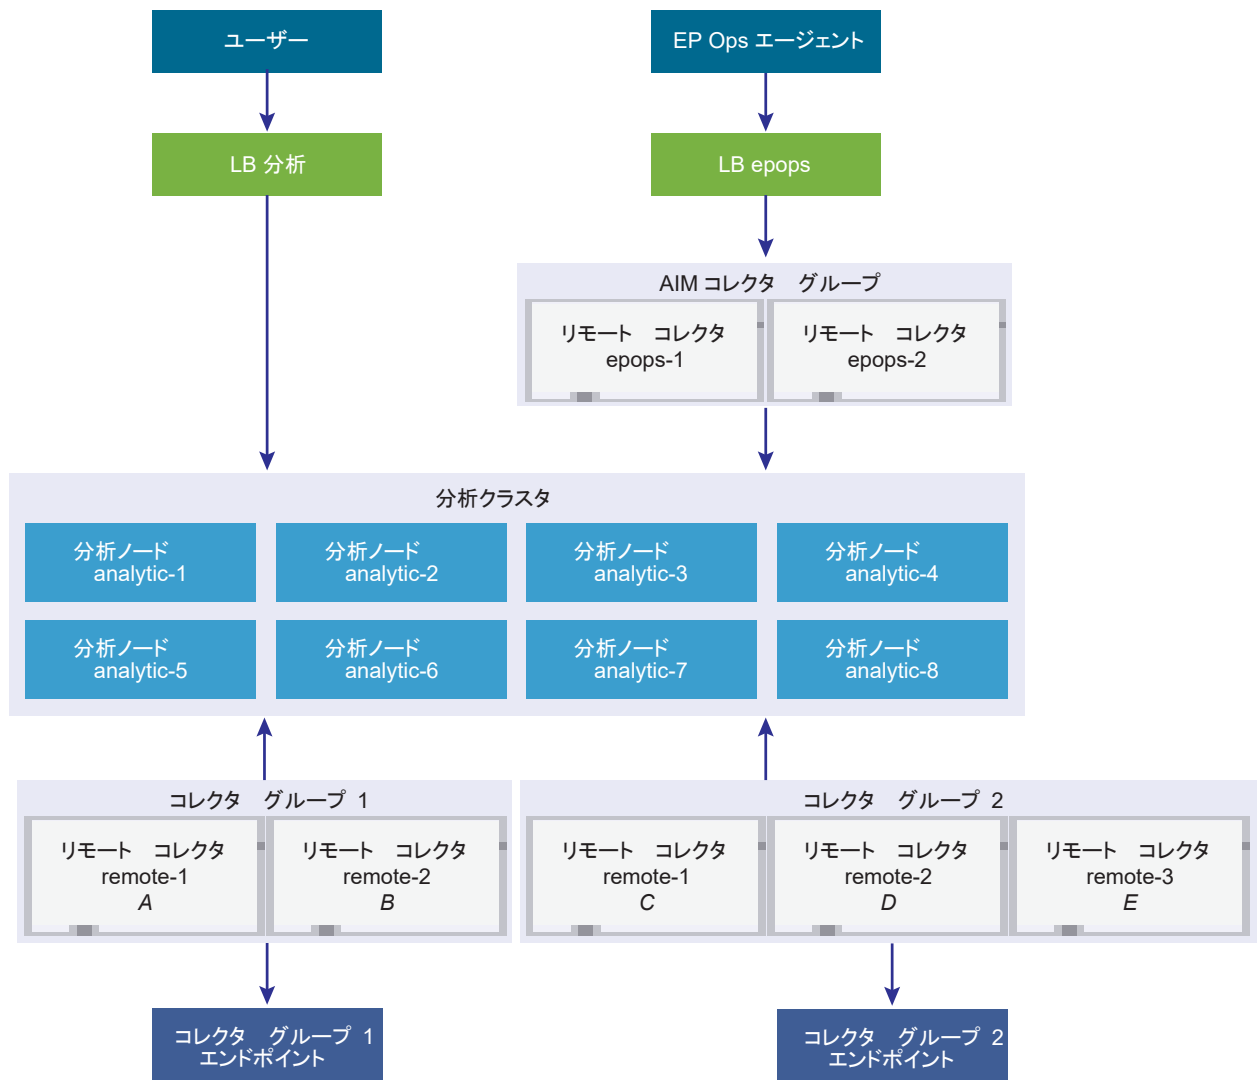 ユーザー
EP Ops エージェント
LB 分析
LB epops
AIM コレクタ　グループ
リモート　コレクタ
epops-1
リモート　コレクタ
epops-2
分析クラスタ
分析ノード
analytic-1
分析ノード
analytic-2
分析ノード
analytic-3
分析ノード
analytic-4
分析ノード
analytic-5
分析ノード
analytic-6
分析ノード
analytic-7
分析ノード
analytic-8
コレクタ　グループ 1
リモート　コレクタ
remote-1
A
リモート　コレクタ
remote-2
B
コレクタ　グループ 2
リモート　コレクタ
remote-1
C
リモート　コレクタ
remote-2
D
リモート　コレクタ
remote-3
E
コレクタ　グループ 1
エンドポイント
コレクタ　グループ 2
エンドポイント